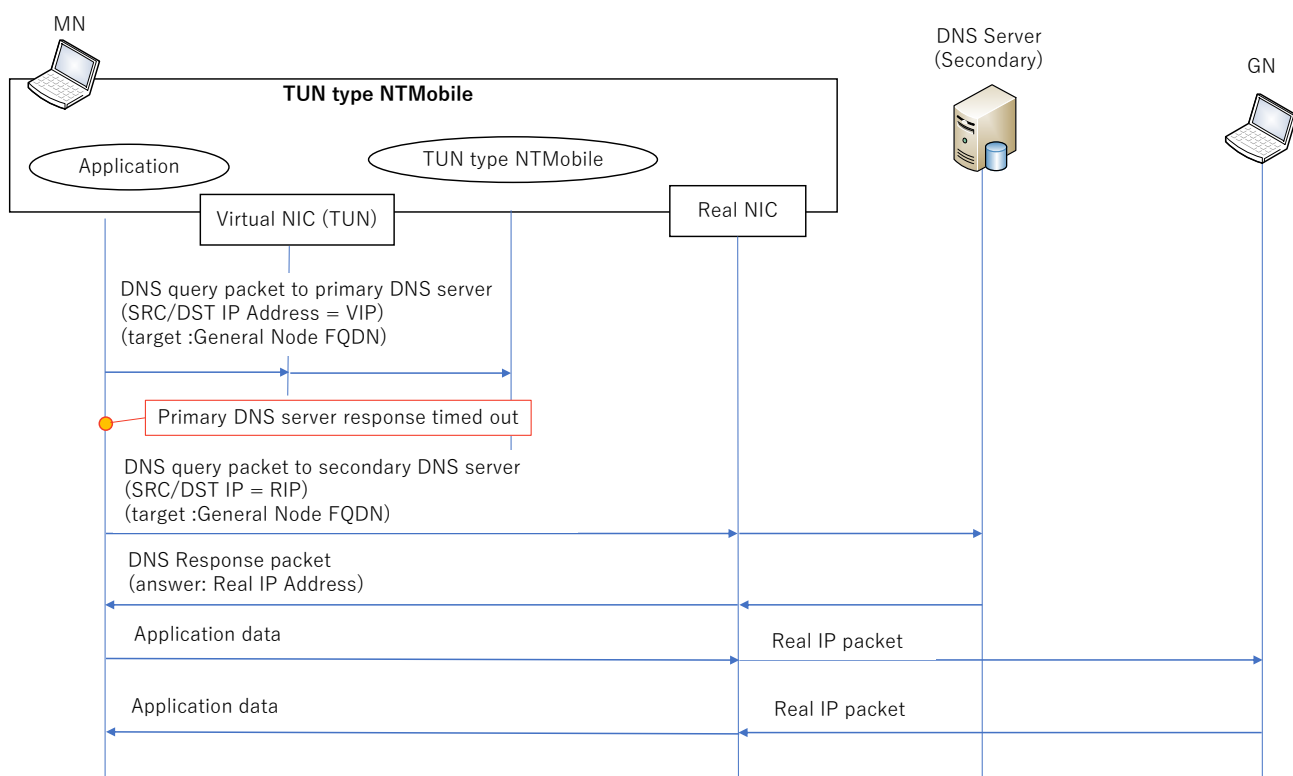 MN
DNS Server
(Secondary)
GN
TUN type NTMobile
Application
TUN type NTMobile
Virtual NIC (TUN)
Real NIC
DNS query packet to primary DNS server
(SRC/DST IP Address = VIP)
(target :General Node FQDN)
Primary DNS server response timed out
DNS query packet to secondary DNS server
(SRC/DST IP = RIP)
(target :General Node FQDN)
DNS Response packet
(answer: Real IP Address)
Application data
Real IP packet
Application data
Real IP packet